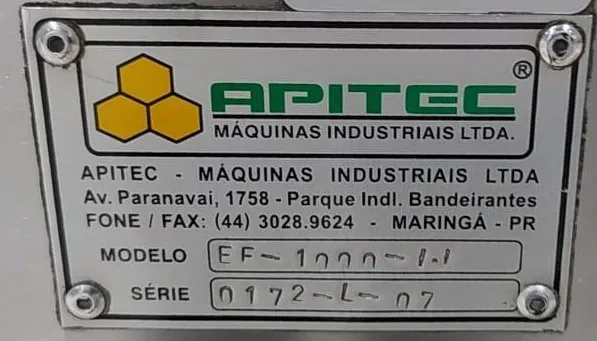 APITEC ®
MÁQUINAS INDUSTRIAIS LTDA.
APITEC - MÁQUINAS INDUSTRIAIS LTDA
Av. Paranavaí, 1758 - Parque Indl. Bandeirantes
FONE / FAX: (44) 3028.9624 - MARINGÁ - PR
MODELO
SÉRIE 0172-L-07